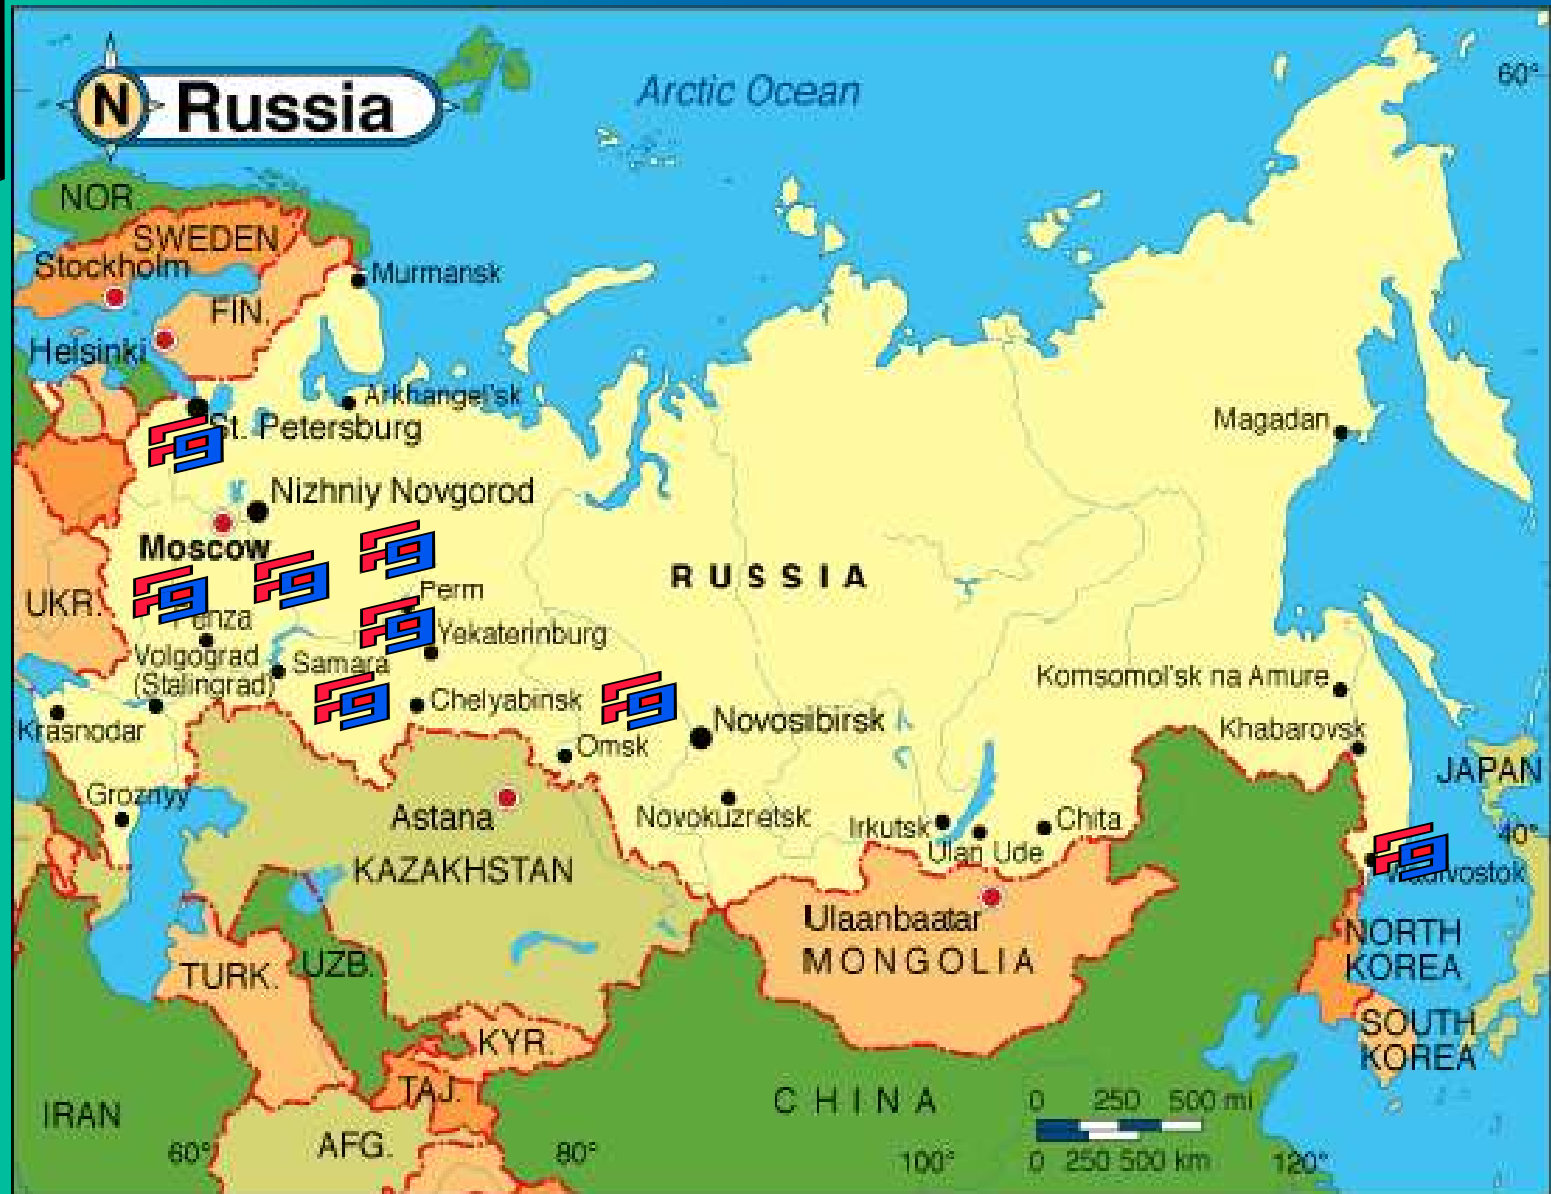 60°
Arctic Ocean
N Russia
NOR.
SWEDEN
Stockholm
Murmansk
FIN.
Helsinki
Arkhangel'sk
St. Petersburg
Magadan
Nizhniy Novgorod
Moscow
RUSSIA
UKR.
Perm
Penza
Yekaterinburg
Volgograd
(Stalingrad)
Samara
Komsomol'sk na Amure
Chelyabinsk
Krasnodar
Novosibirsk
Khabarovsk
Omsk
JAPAN
Groznyy
Astana
Novokuznetsk
Irkutsk
Chita
40°
Ulan Ude
KAZAKHSTAN
Vladivostok
Ulaanbaatar
MONGOLIA
NORTH
KOREA
TURK.
UZB.
SOUTH
KOREA
KYR.
TAJ.
CHINA
0 250 500 mi
IRAN
AFG.
60°
80°
100°
0 250 500 km
120°